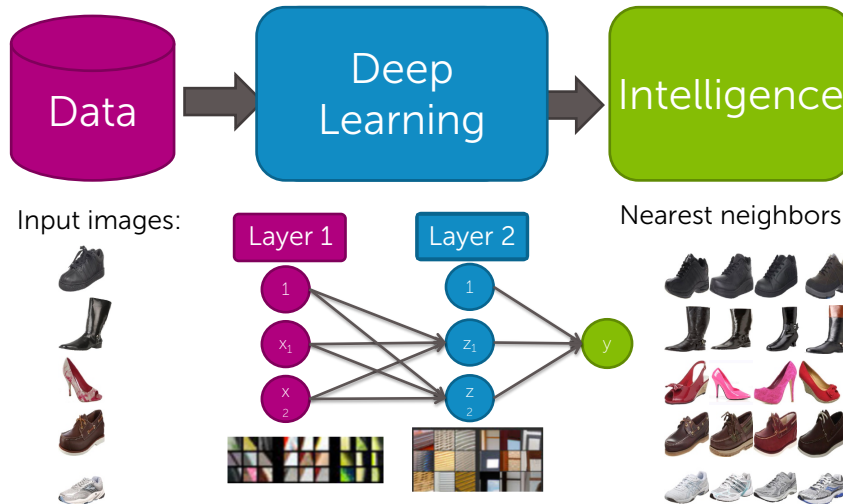 Data
Deep
Learning
Intelligence
Input images:
Layer 1
Layer 2
Nearest neighbors
1
1
x1
z1
y
x
2
z
2